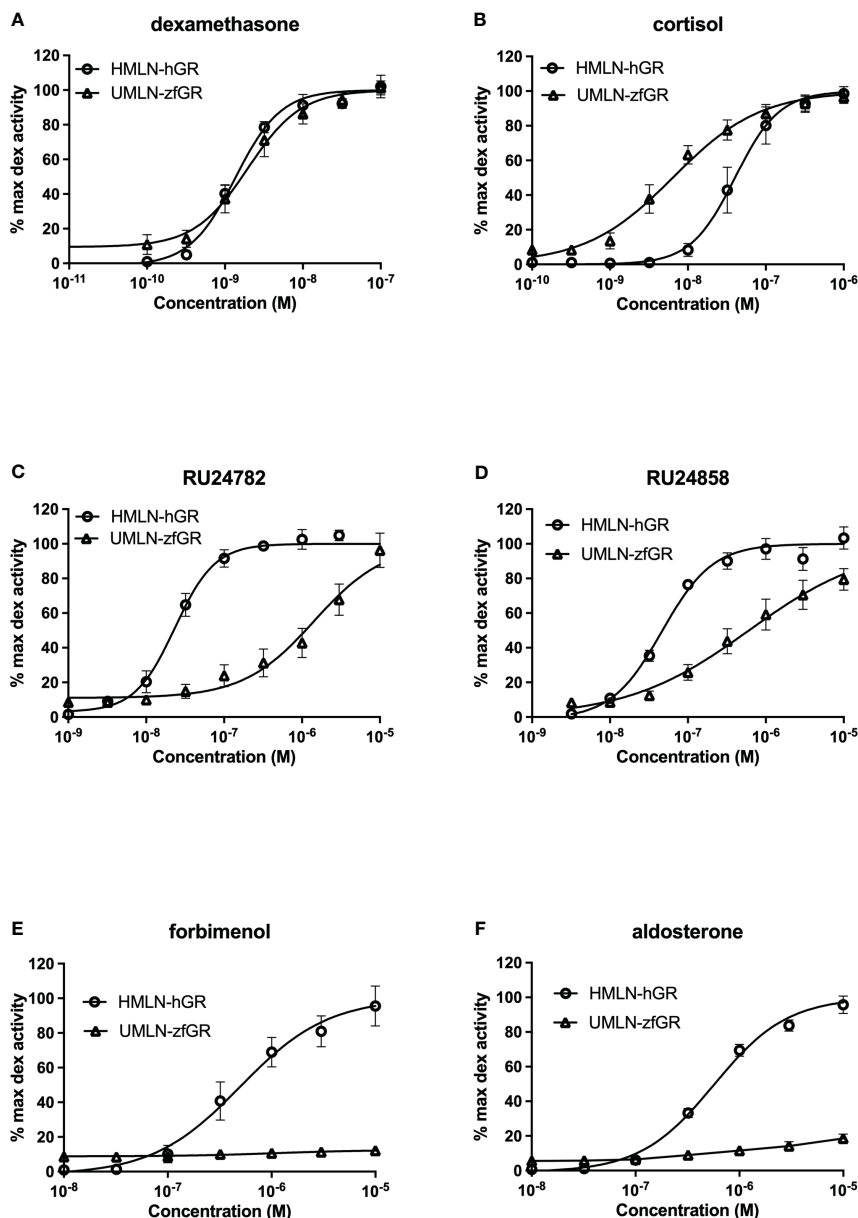 A
dexamethasone
120
100
80
60
40
20
0
% max dex activity
HMLN-hGR
UMLN-zfGR
10-11
10-10
10-9
10-8
10-7
Concentration (M)
B
cortisol
120
100
80
60
40
20
0
% max dex activity
HMLN-hGR
UMLN-zfGR
10-10
10-9
10-8
10-7
10-6
Concentration (M)
C
RU24782
120
100
80
60
40
20
0
% max dex activity
HMLN-hGR
UMLN-zfGR
10-9
10-8
10-7
10-6
10-5
Concentration (M)
D
RU24858
120
100
80
60
40
20
0
% max dex activity
HMLN-hGR
UMLN-zfGR
10-9
10-8
10-7
10-6
10-5
Concentration (M)
E
forbimenol
120
100
80
60
40
20
0
% max dex activity
HMLN-hGR
UMLN-zfGR
10-8
10-7
10-6
10-5
Concentration (M)
F
aldosterone
120
100
80
60
40
20
0
% max dex activity
HMLN-hGR
UMLN-zfGR
10-8
10-7
10-6
10-5
Concentration (M)